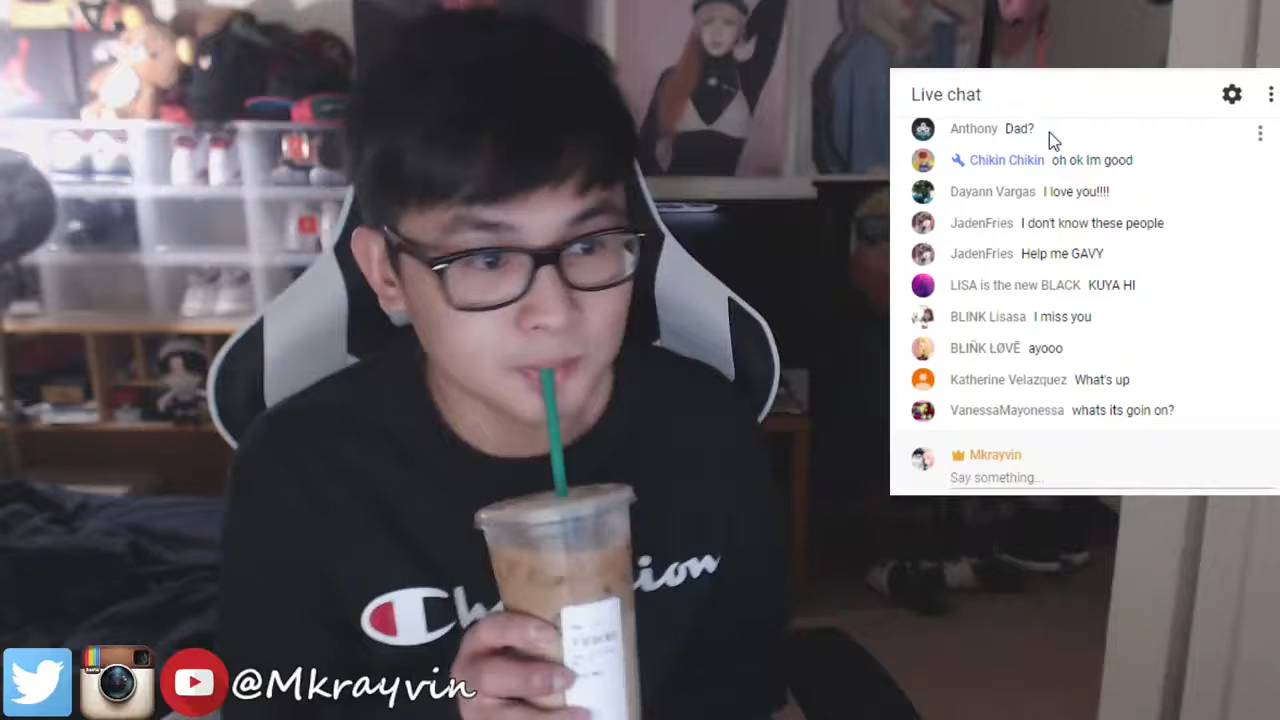 Live chat
Anthony Dad?
Chikin Chikin oh ok Im good
Dayann Vargas I love you!!!!
JadenFries I don't know these people
JadenFries Help me GAVY
LISA is the new BLACK KUYA HI
BLINK Lisasa I miss you
BŁIÑK ŁØVĒ ayooo
Katherine Velazquez What's up
VanessaMayonessa whats its goin on?
Mkrayvin
Say something...
@Mkrayvin